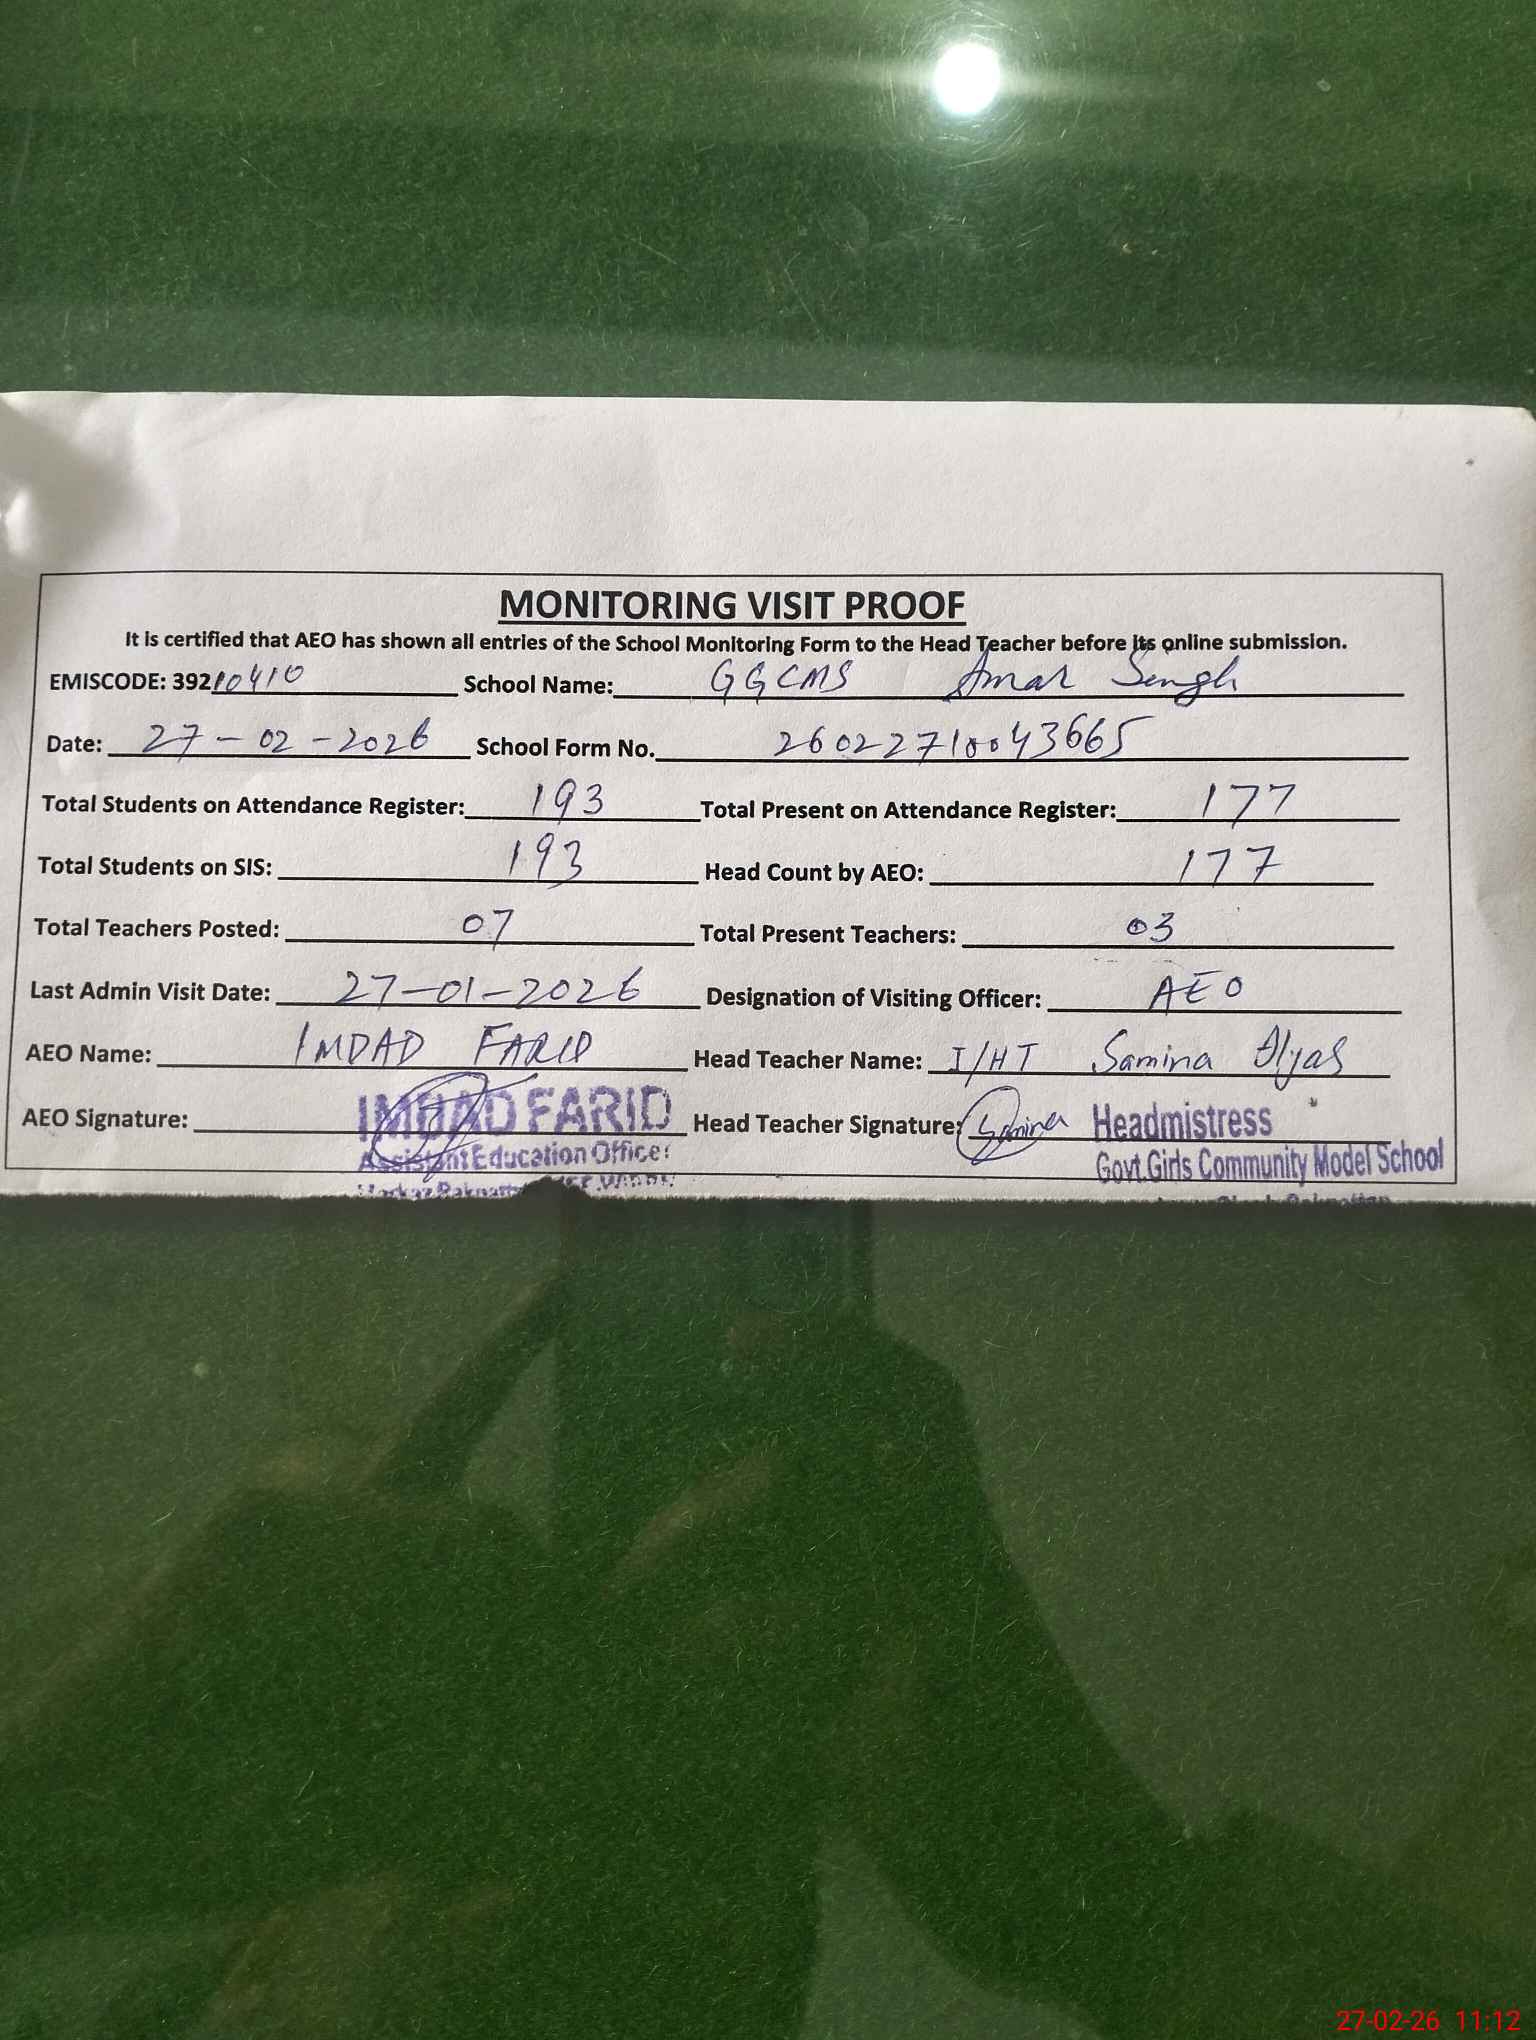 MONITORING VISIT PROOF
It is certified that AEO has shown all entries of the School Monitoring Form to the Head Teacher before its online submission.
EMISCODE: 39210410 School Name: GGCMS Amar Singh
Date: 27-02-2026 School Form No. 26022710043665
Total Students on Attendance Register: 193 Total Present on Attendance Register: 177
Total Students on SIS: 193 Head Count by AEO: 177
Total Teachers Posted: 07 Total Present Teachers: 03
Last Admin Visit Date: 27-01-2026 Designation of Visiting Officer: AEO
AEO Name: IMDAD FARID Head Teacher Name: I/HT Samina Ilyas
AEO Signature: IMDAD FARID Head Teacher Signature: Samina Headmistress
Assistant Education Officer Govt.Girls Community Model School
Markaz Pakpattan
27-02-26 11:12